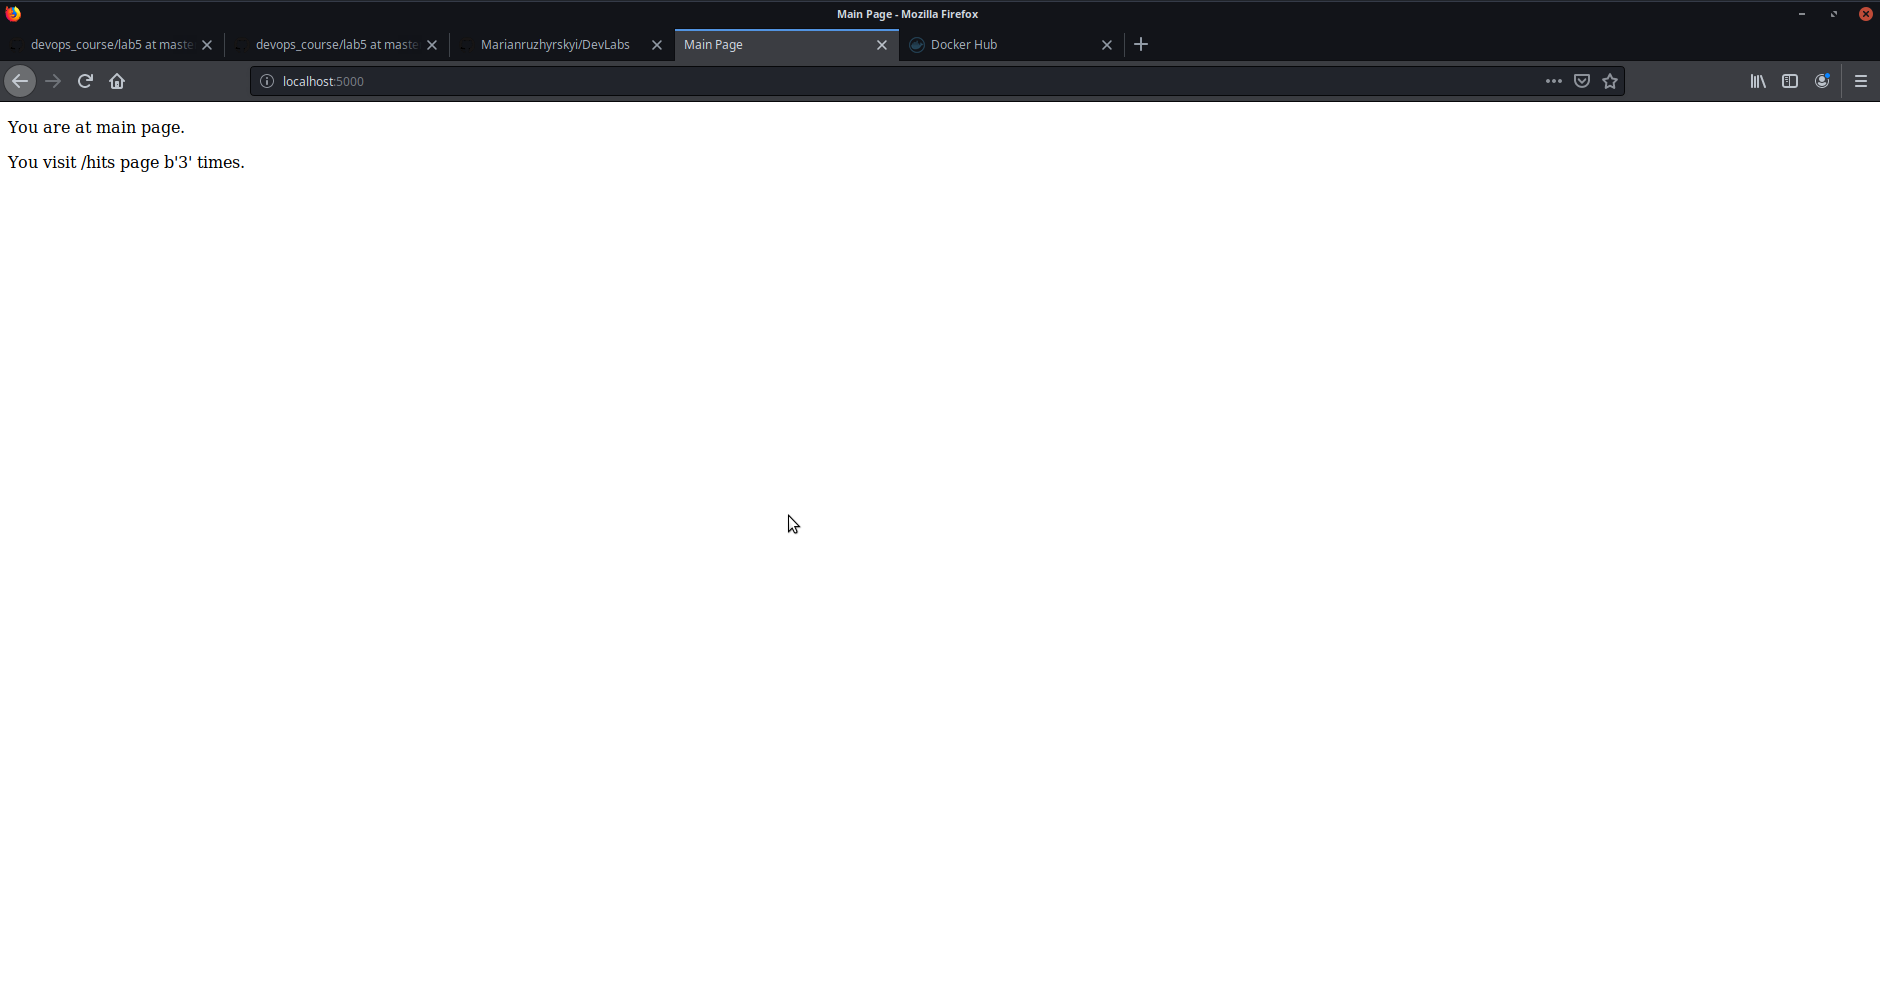 Main Page - Mozilla Firefox
devops_course/lab5 at maste
devops_course/lab5 at maste
Marianruzhyrskyi/DevLabs
Main Page
Docker Hub
localhost:5000
You are at main page.
You visit /hits page b'3' times.